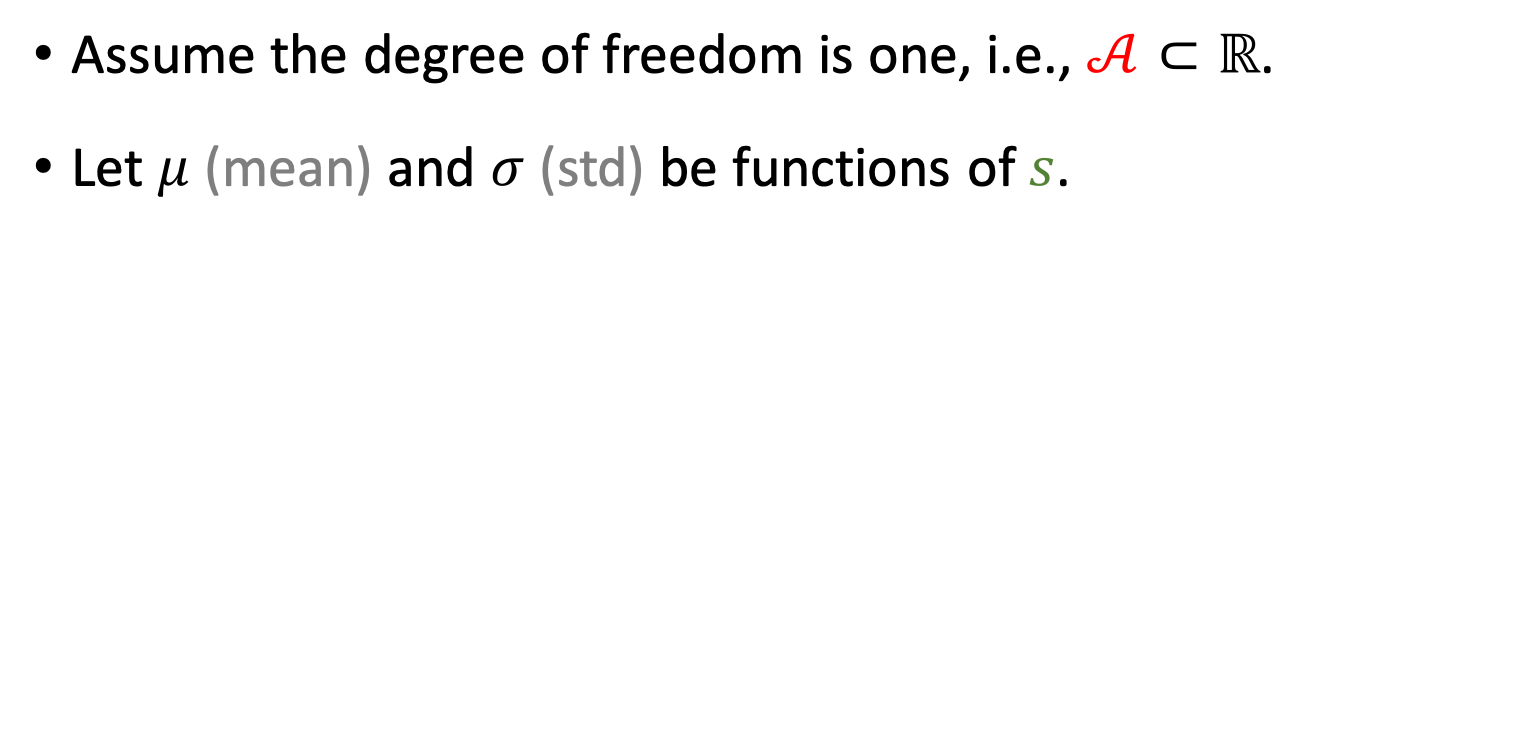 • Assume the degree of freedom is one, i.e., 𝒜 ⊂ ℝ.
• Let μ (mean) and σ (std) be functions of s.